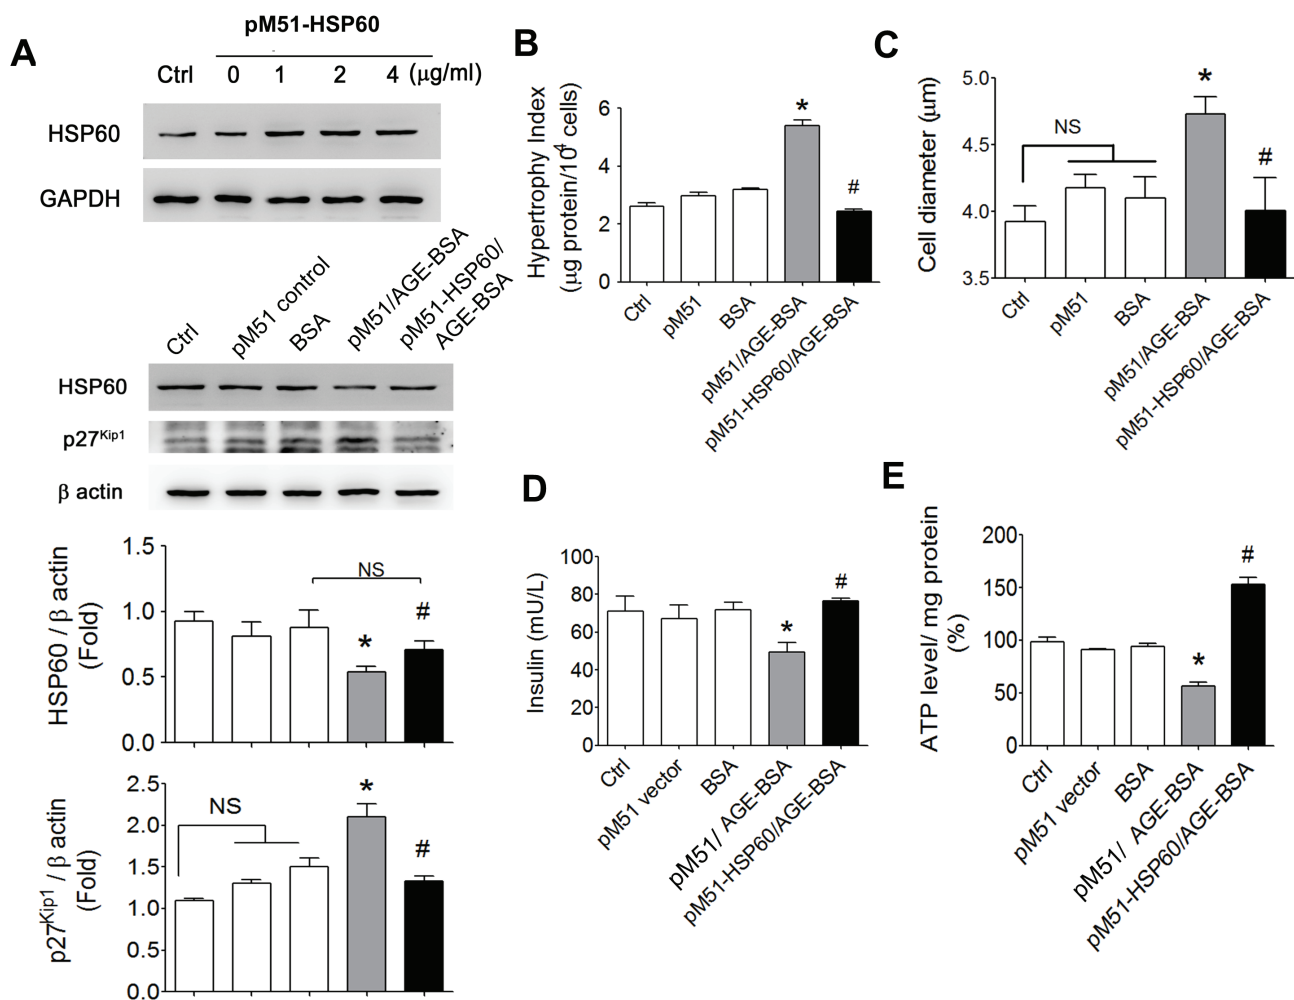 A
pM51-HSP60
Ctrl 0 1 2 4 (μg/ml)
HSP60
GAPDH
Ctrl
pM51 control
BSA
pM51/AGE-BSA
pM51-HSP60/
AGE-BSA
HSP60
p27Kip1
β actin
HSP60 / β actin
(Fold)
1.5
1.0
0.5
0.0
NS
*
#
p27Kip1 / β actin
(Fold)
2.5
2.0
1.5
1.0
0.5
0.0
NS
*
#
B
Hypertrophy Index
(μg protein/10^4 cells)
6
4
2
0
*
#
Ctrl
pM51
BSA
pM51/AGE-BSA
pM51-HSP60/AGE-BSA
C
Cell diameter (μm)
5.0
4.5
4.0
3.5
NS
*
#
Ctrl
pM51
BSA
pM51/AGE-BSA
pM51-HSP60/AGE-BSA
D
Insulin (mU/L)
100
80
60
40
20
0
*
#
Ctrl
pM51 vector
BSA
pM51/ AGE-BSA
pM51-HSP60/AGE-BSA
E
ATP level/ mg protein
(%)
200
150
100
50
0
*
#
Ctrl
pM51 vector
BSA
pM51/ AGE-BSA
pM51-HSP60/AGE-BSA